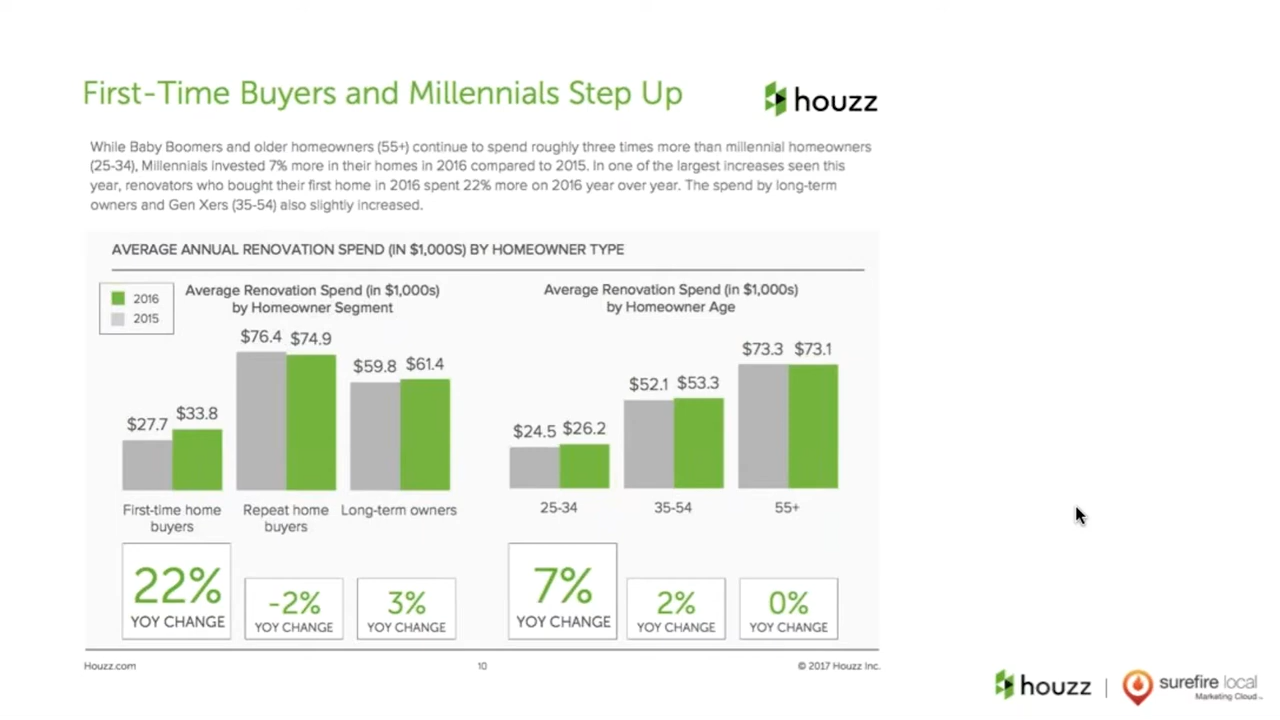 First-Time Buyers and Millennials Step Up
houzz
While Baby Boomers and older homeowners (55+) continue to spend roughly three times more than millennial homeowners
(25-34), Millennials invested 7% more in their homes in 2016 compared to 2015. In one of the largest increases seen this
year, renovators who bought their first home in 2016 spent 22% more on 2016 year over year. The spend by long-term
owners and Gen Xers (35-54) also slightly increased.
AVERAGE ANNUAL RENOVATION SPEND (IN $1,000S) BY HOMEOWNER TYPE
2016
2015
Average Renovation Spend (in $1,000s)
by Homeowner Segment
$27.7 $33.8
$76.4 $74.9
$59.8 $61.4
First-time home
buyers
Repeat home
buyers
Long-term owners
22%
YOY CHANGE
-2%
YOY CHANGE
3%
YOY CHANGE
Average Renovation Spend (in $1,000s)
by Homeowner Age
$24.5 $26.2
$52.1 $53.3
$73.3 $73.1
25-34
35-54
55+
7%
YOY CHANGE
2%
YOY CHANGE
0%
YOY CHANGE
Houzz.com
10
© 2017 Houzz Inc.
houzz
surefire local
Marketing Cloud